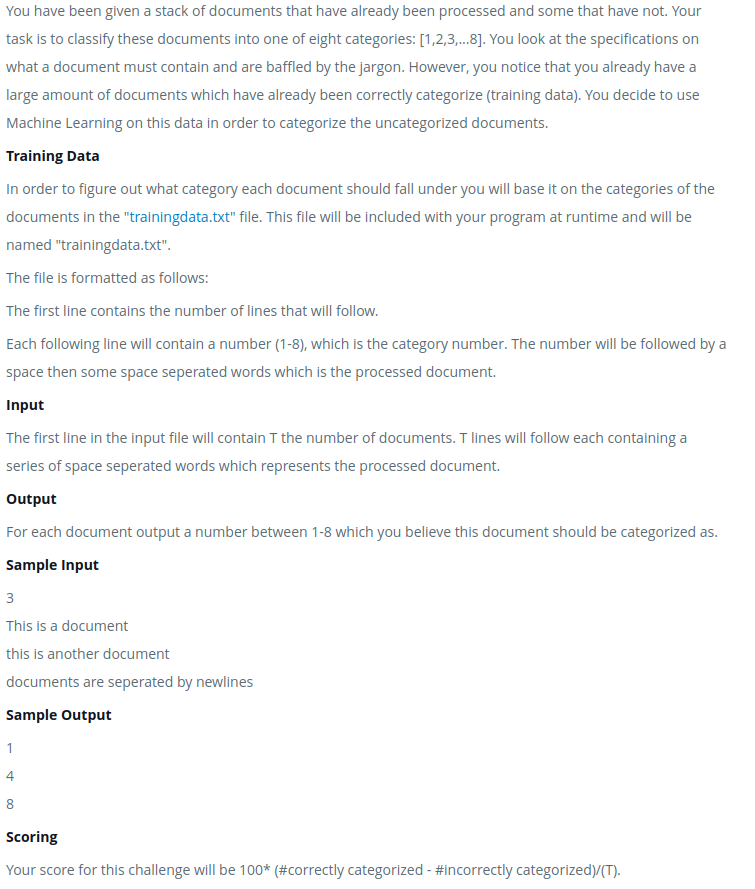 You have been given a stack of documents that have already been processed and some that have not. Your
task is to classify these documents into one of eight categories: [1,2,3,...8]. You look at the specifications on
what a document must contain and are baffled by the jargon. However, you notice that you already have a
large amount of documents which have already been correctly categorize (training data). You decide to use
Machine Learning on this data in order to categorize the uncategorized documents.
Training Data
In order to figure out what category each document should fall under you will base it on the categories of the
documents in the "trainingdata.txt" file. This file will be included with your program at runtime and will be
named "trainingdata.txt".
The file is formatted as follows:
The first line contains the number of lines that will follow.
Each following line will contain a number (1-8), which is the category number. The number will be followed by a
space then some space seperated words which is the processed document.
Input
The first line in the input file will contain T the number of documents. T lines will follow each containing a
series of space seperated words which represents the processed document.
Output
For each document output a number between 1-8 which you believe this document should be categorized as.
Sample Input
3
This is a document
this is another document
documents are seperated by newlines
Sample Output
1
4
8
Scoring
Your score for this challenge will be 100* (#correctly categorized - #incorrectly categorized)/(T).